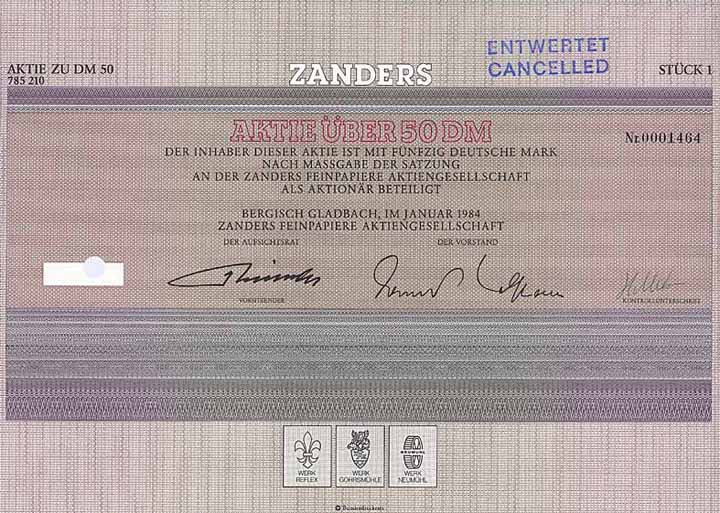 ENTWERTET
CANCELLED
AKTIE ZU DM 50
785 210
ZANDERS
STÜCK 1
AKTIE ÜBER 50 DM
Nr.0001464
DER INHABER DIESER AKTIE IST MIT FÜNFZIG DEUTSCHE MARK
NACH MASSGABE DER SATZUNG
AN DER ZANDERS FEINPAPIERE AKTIENGESELLSCHAFT
ALS AKTIONÄR BETEILIGT
BERGISCH GLADBACH, IM JANUAR 1984
ZANDERS FEINPAPIERE AKTIENGESELLSCHAFT
DER AUFSICHTSRAT DER VORSTAND
VORSITZENDER
KONTROLLUNTERSCHRIFT
WERK
REFLEX
WERK
GOHRSMÜHLE
NEUMÜHL
WERK
NEUMÜHL
Bundesdruckerei